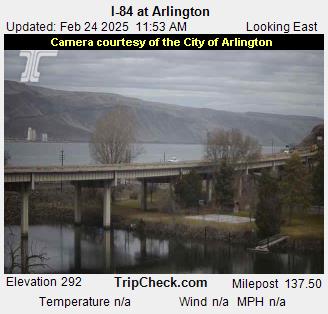 I-84 at Arlington
Updated: Feb 24 2025 11:53 AM Looking East
Camera courtesy of the City of Arlington
Elevation 292 TripCheck.com Milepost 137.50
Temperature n/a Wind n/a MPH n/a